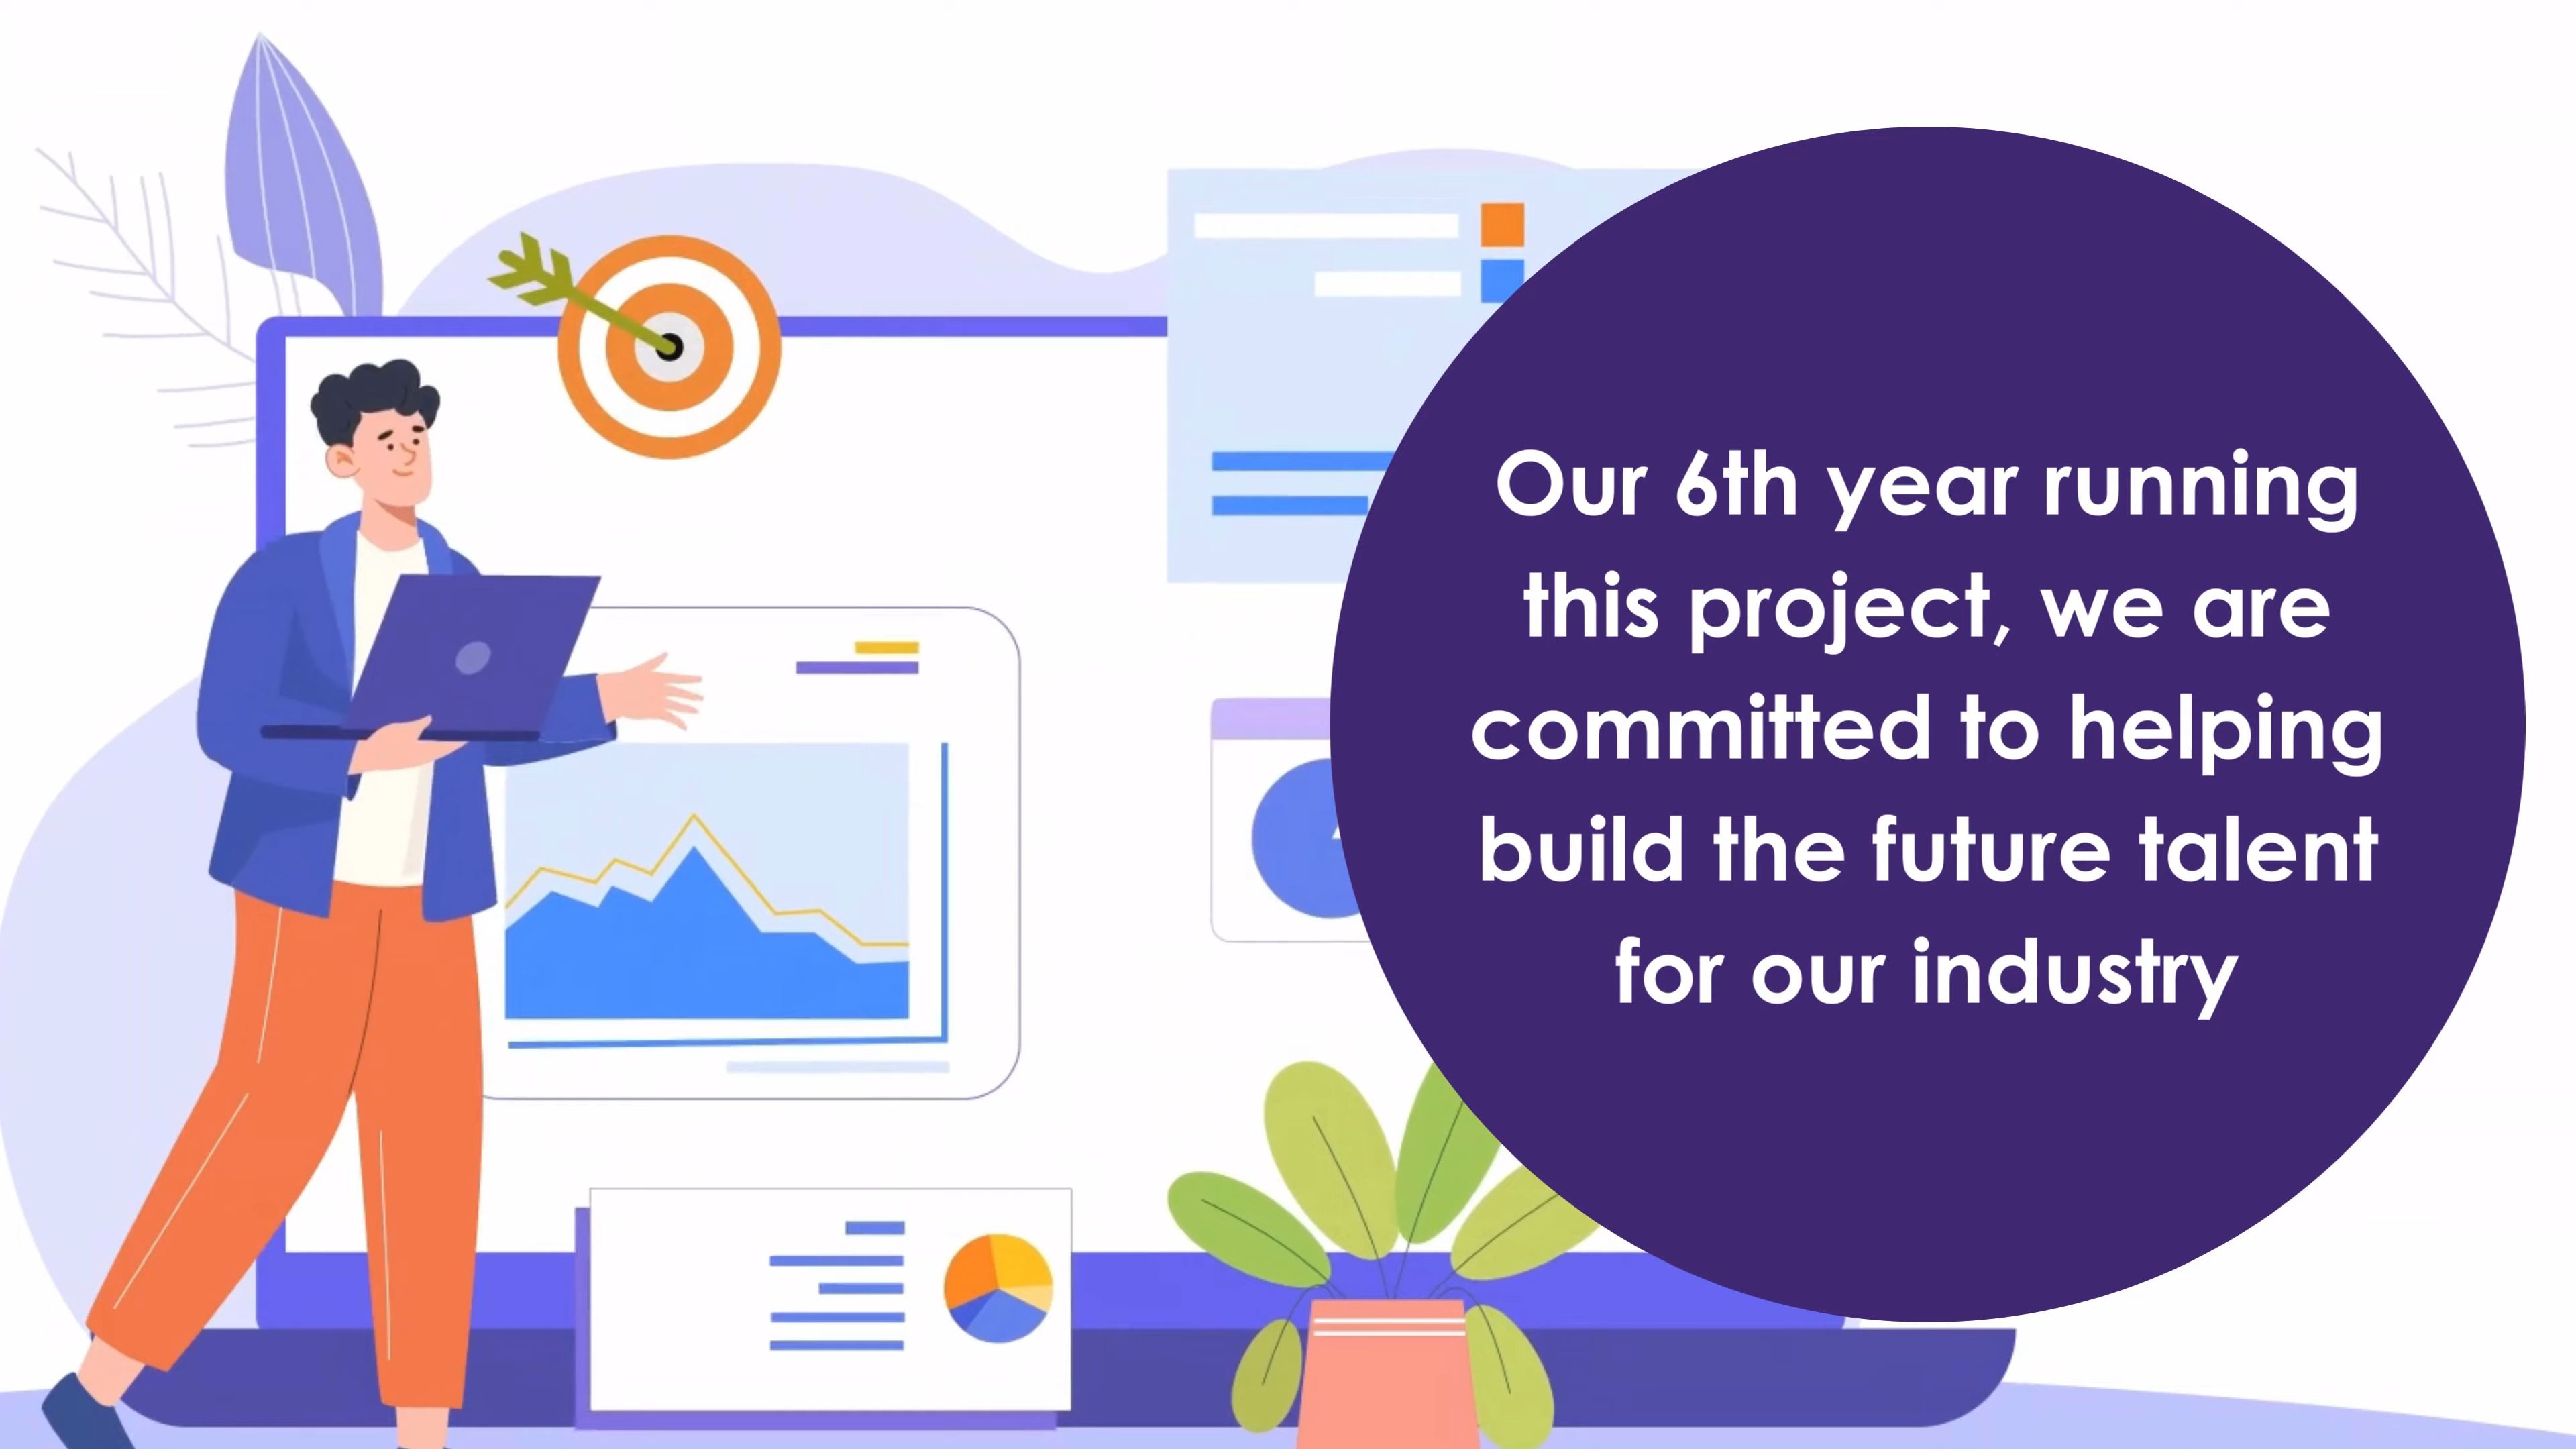 Our 6th year running
this project, we are
committed to helping
build the future talent
for our industry